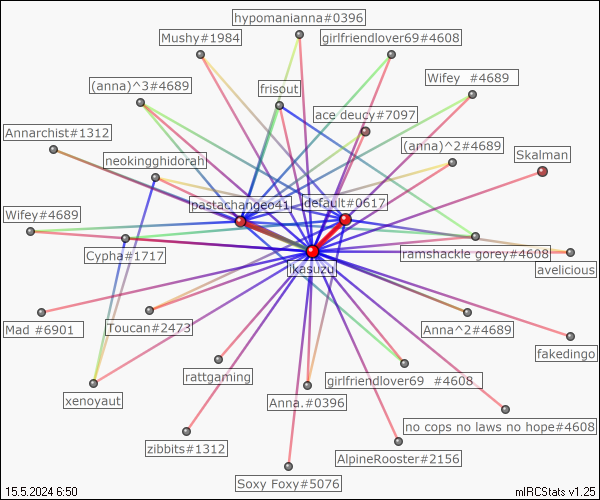 hypomanianna#0396
Mushy#1984
girlfriendlover69#4608
(anna)^3#4689
frisout
Wifey #4689
ace deucy#7097
Annarchist#1312
(anna)^2#4689
neokingghidorah
Skalman
pastachangeo41
default#0617
Wifey#4689
Cypha#1717
ramshackle gorey#4608
ikasuzu
avelicious
Mad #6901
Toucan#2473
Anna^2#4689
fakedingo
rattgaming
girlfriendlover69 #4608
xenoyaut
Anna.#0396
no cops no laws no hope#4608
zibbits#1312
AlpineRooster#2156
Soxy Foxy#5076
15.5.2024 6:50
mIRCStats v1.25